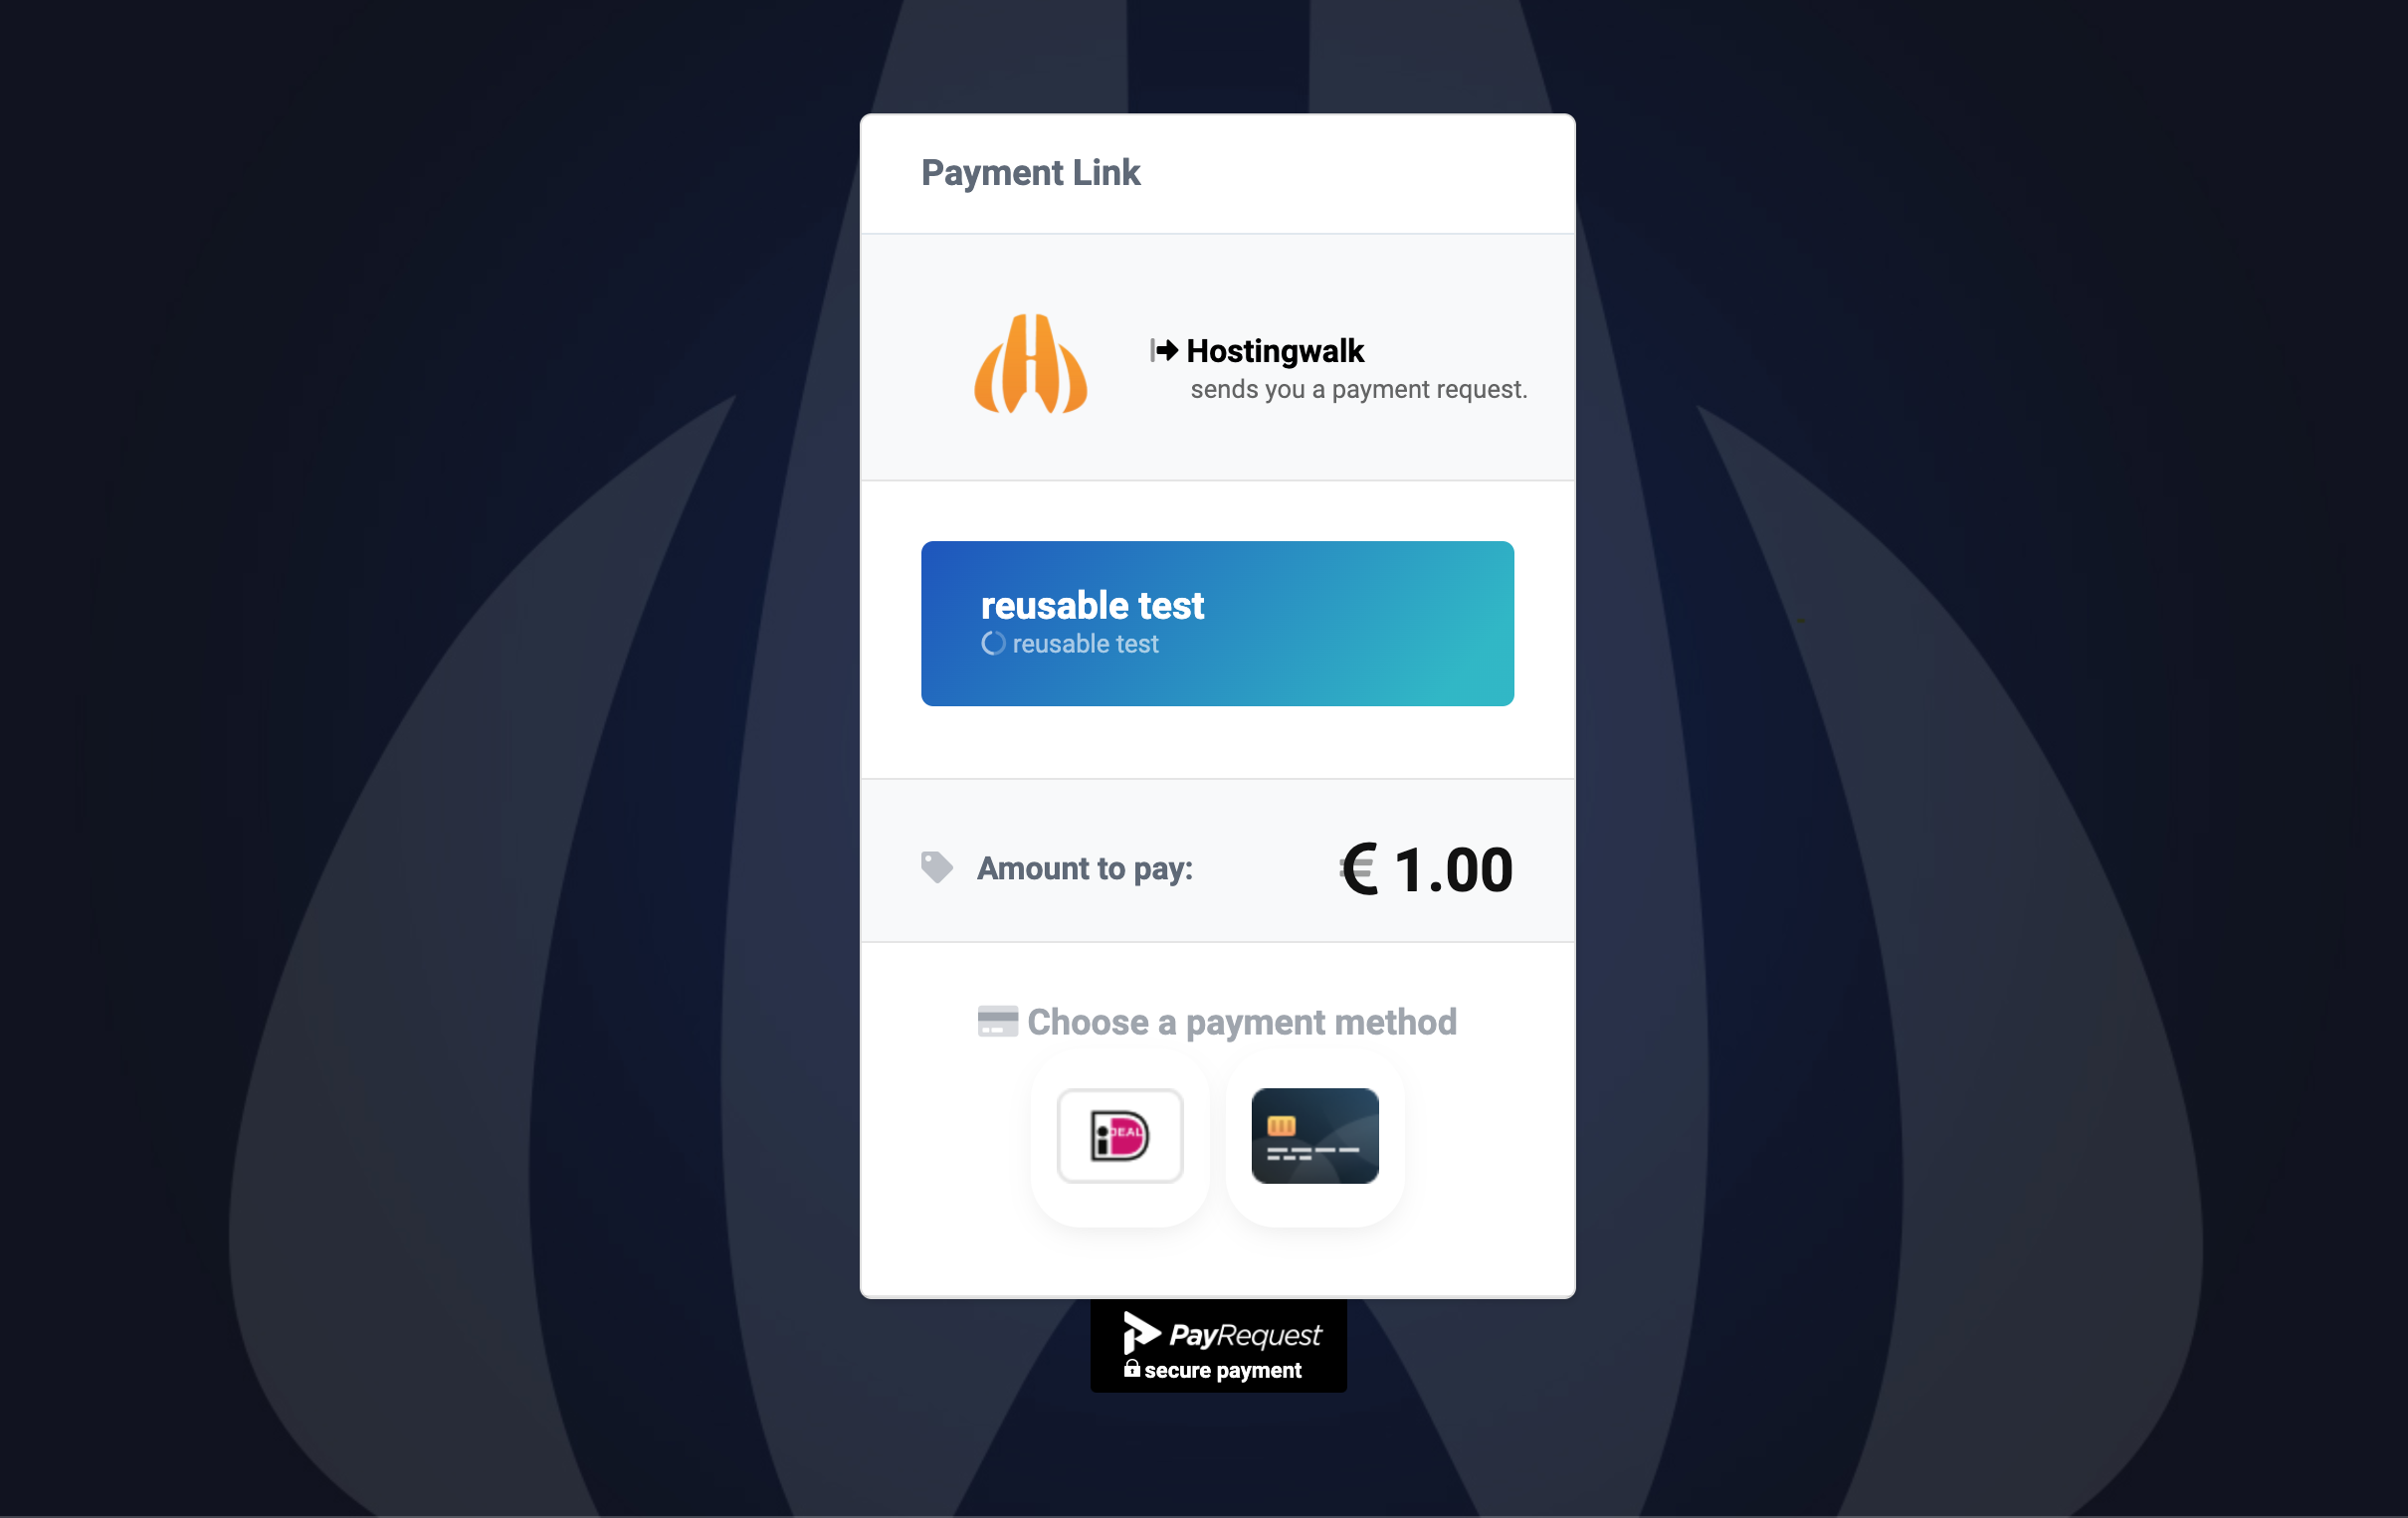 Payment Link
Hostingwalk
sends you a payment request.
reusable test
reusable test
Amount to pay:
€ 1.00
Choose a payment method
iDEAL
PayRequest
secure payment